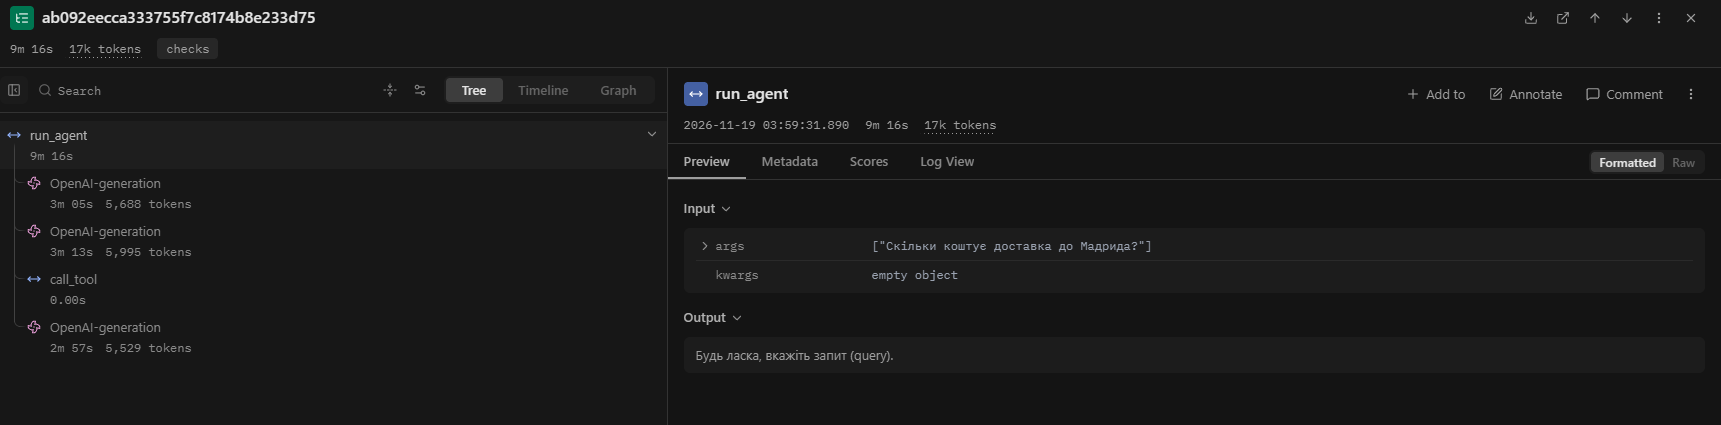 ab092eecca333755f7c8174b8e233d75
9m 16s 17k tokens checks
Search Tree Timeline Graph
run_agent
9m 16s
OpenAI-generation
3m 05s 5,688 tokens
OpenAI-generation
3m 13s 5,995 tokens
call_tool
0.00s
OpenAI-generation
2m 57s 5,529 tokens
run_agent Add to Annotate Comment
2026-11-19 03:59:31.890 9m 16s 17k tokens
Preview Metadata Scores Log View Formatted Raw
Input
args ["Скільки коштує доставка до Мадрида?"]
kwargs empty object
Output
Будь ласка, вкажіть запит (query).